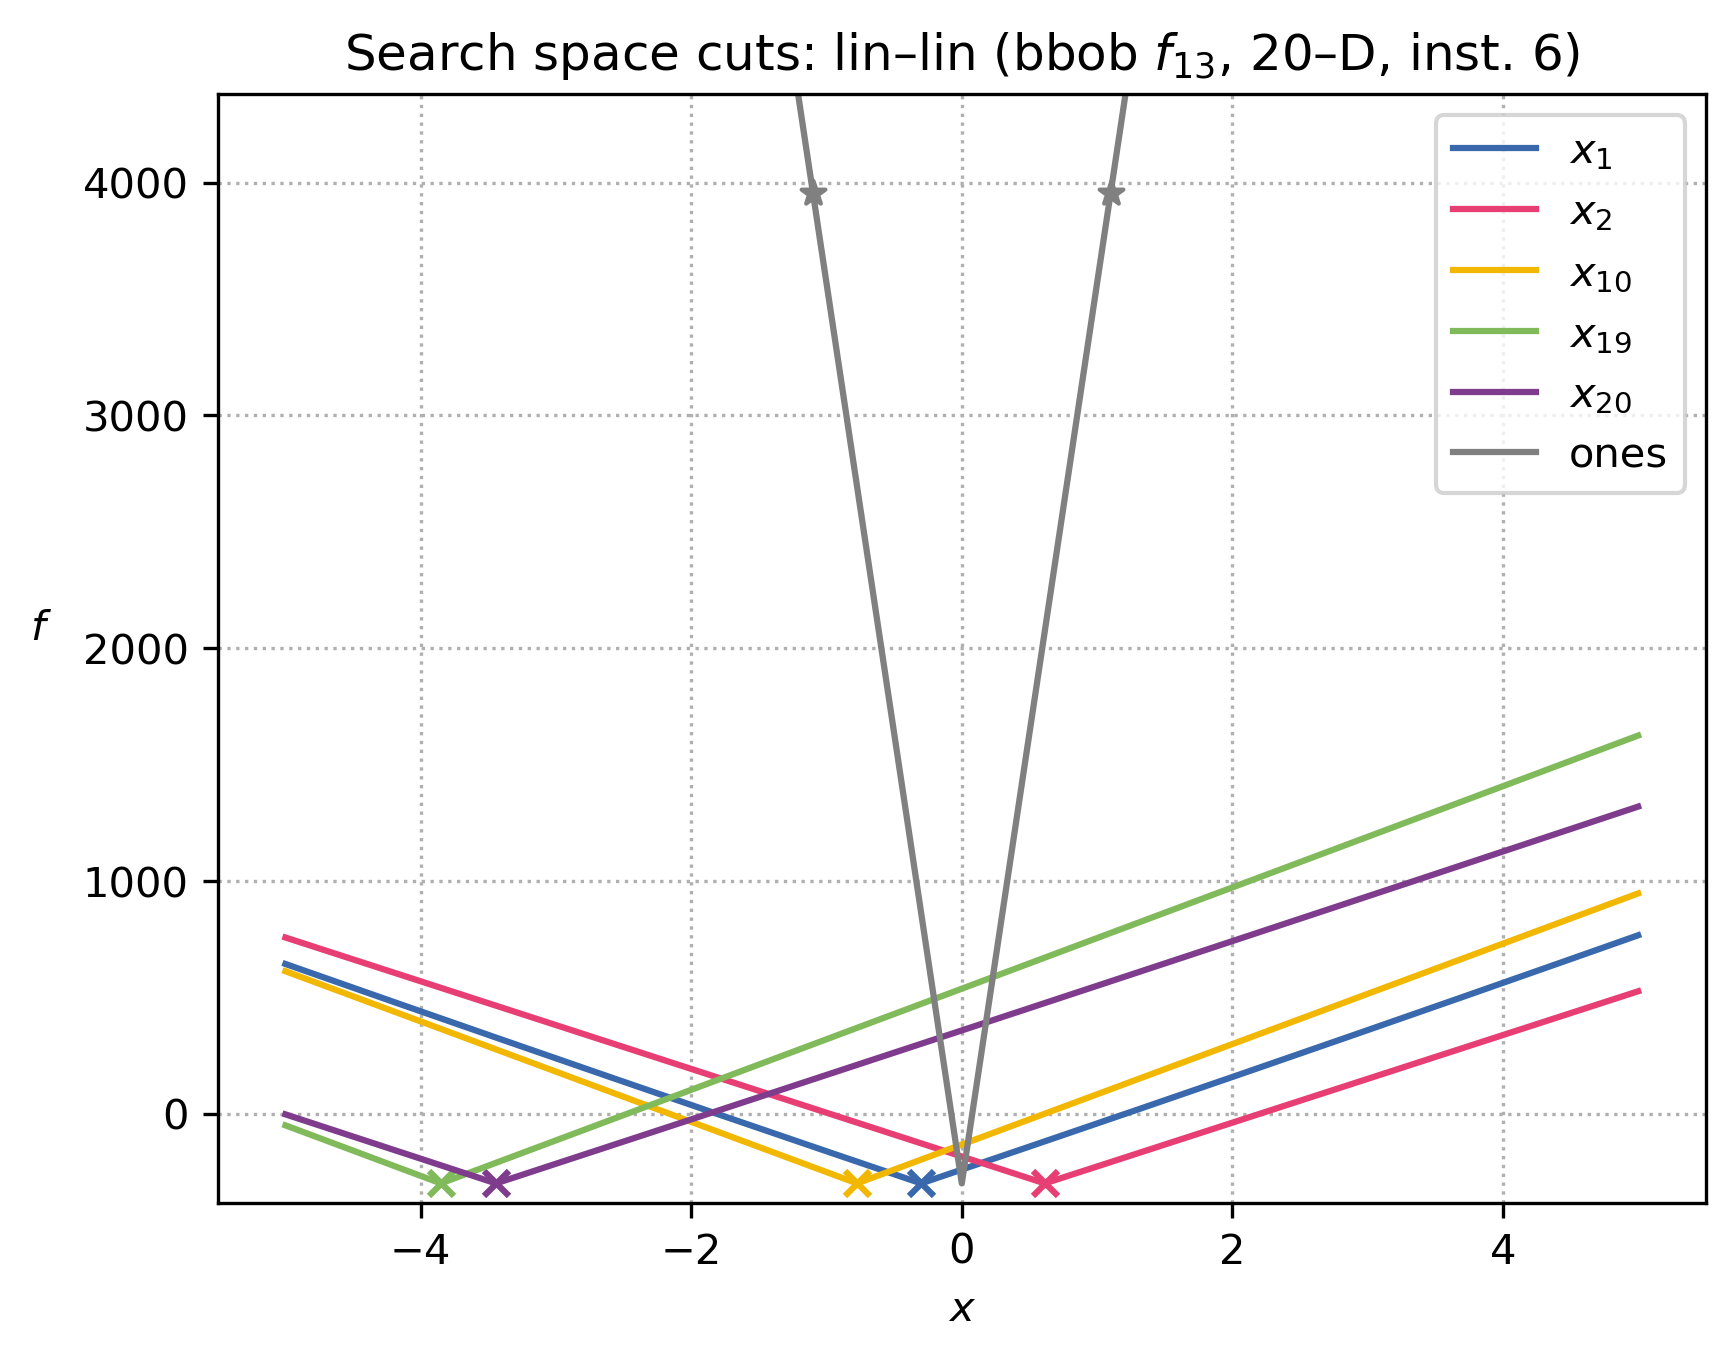 Search space cuts: lin–lin (bbob f₁₃, 20–D, inst. 6)
4000
3000
2000
1000
0
f
−4
−2
0
2
4
x
x₁
x₂
x₁₀
x₁₉
x₂₀
ones